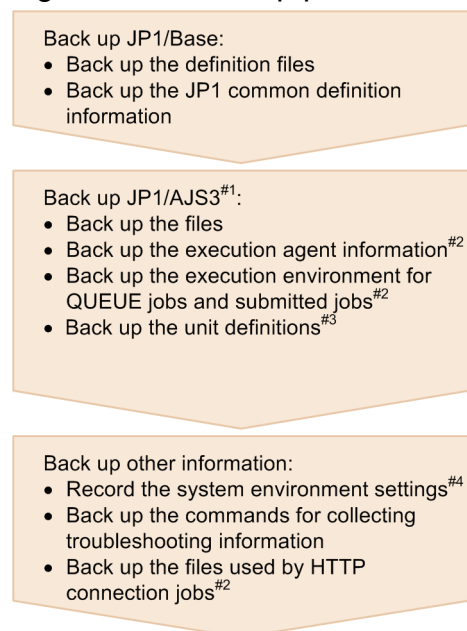 Back up JP1/Base:
• Back up the definition files
• Back up the JP1 common definition
information
Back up JP1/AJS3#1:
• Back up the files
• Back up the execution agent information#2
• Back up the execution environment for
QUEUE jobs and submitted jobs#2
• Back up the unit definitions#3
Back up other information:
• Record the system environment settings#4
• Back up the commands for collecting
troubleshooting information
• Back up the files used by HTTP
connection jobs#2